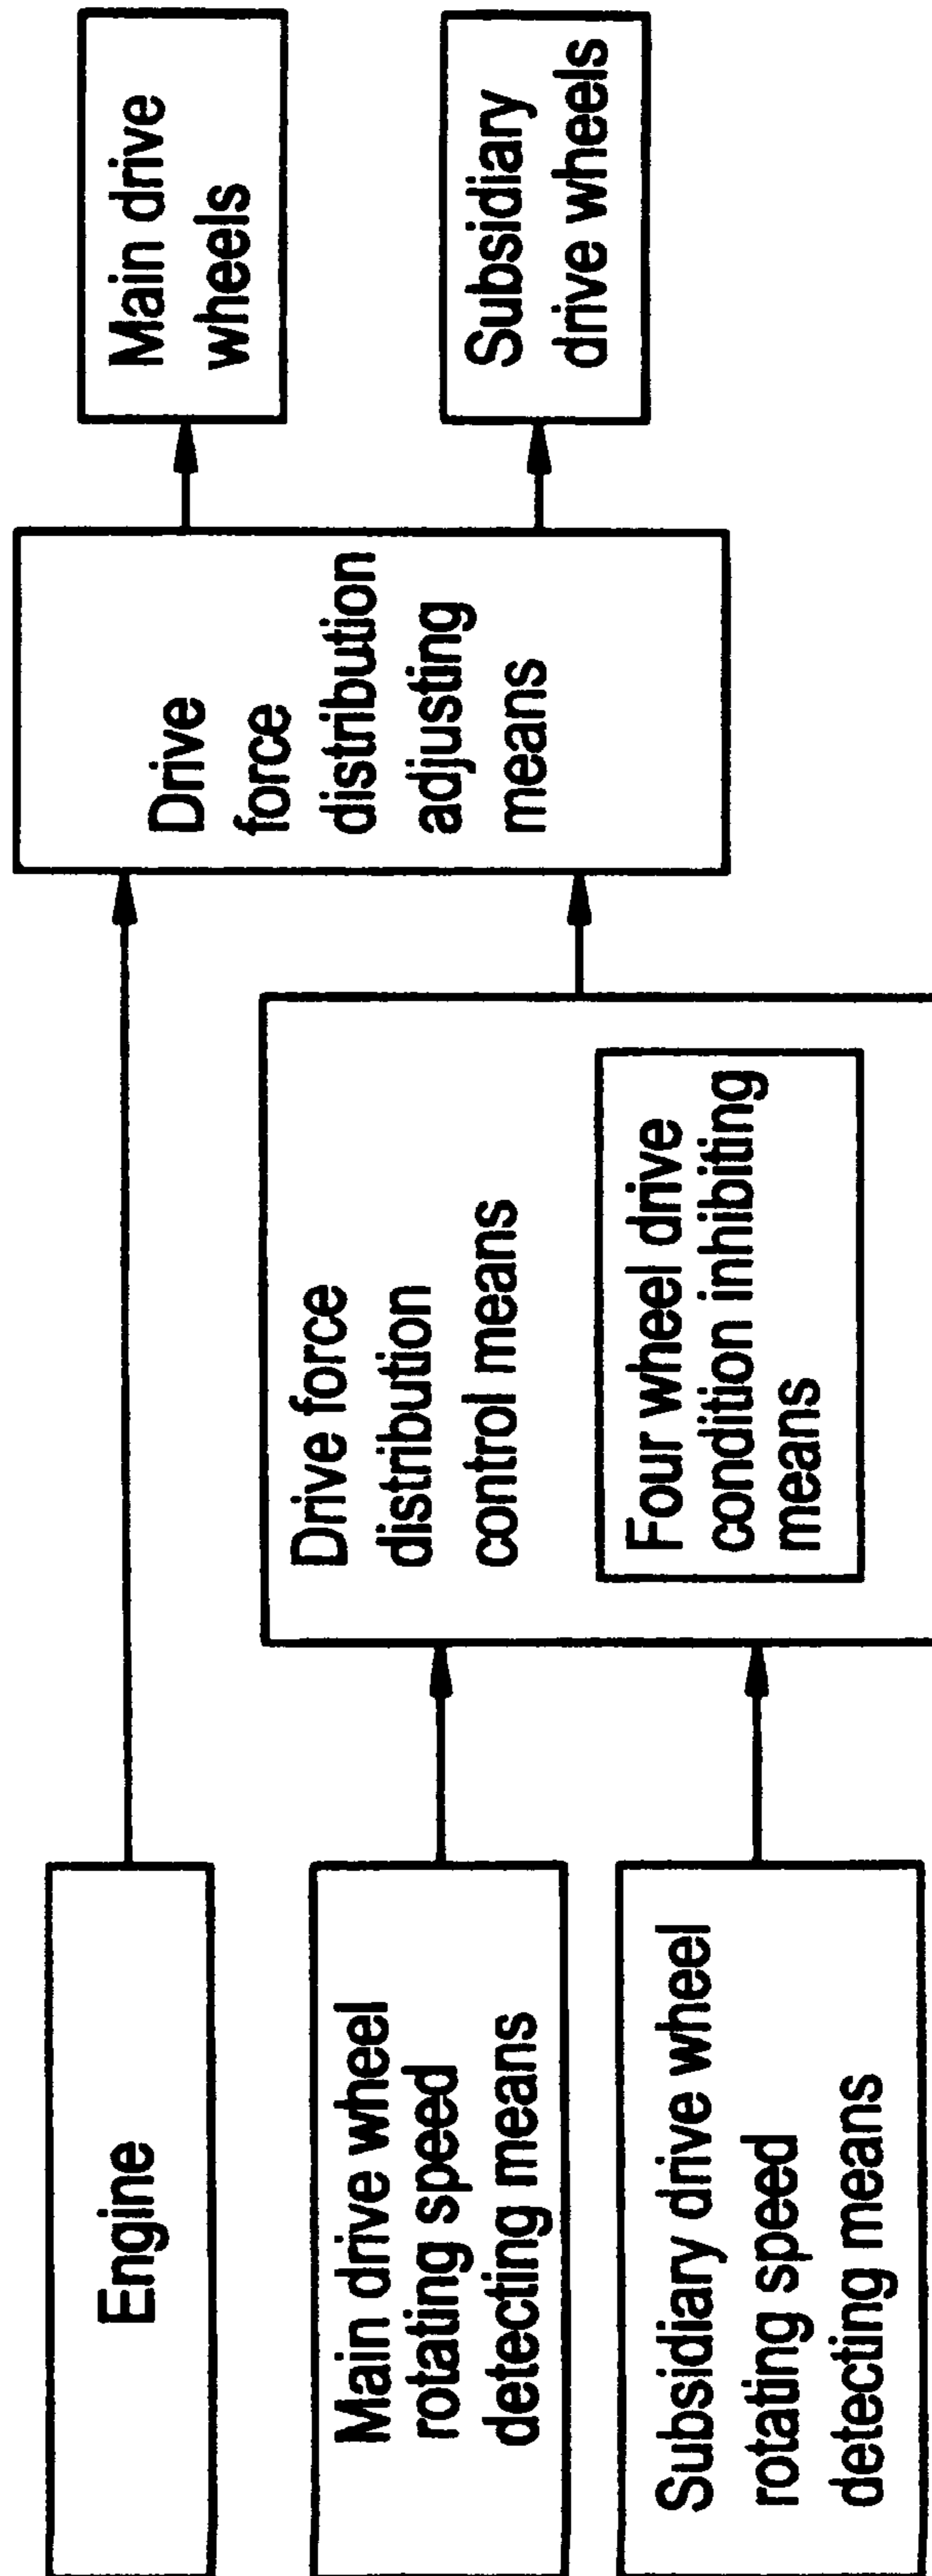 Engine
Main drive wheel
rotating speed
detecting means
Subsidiary drive wheel
rotating speed
detecting means
Drive force
distribution
control means
Four wheel drive
condition inhibiting
means
Drive
force
distribution
adjusting
means
Main drive
wheels
Subsidiary
drive wheels